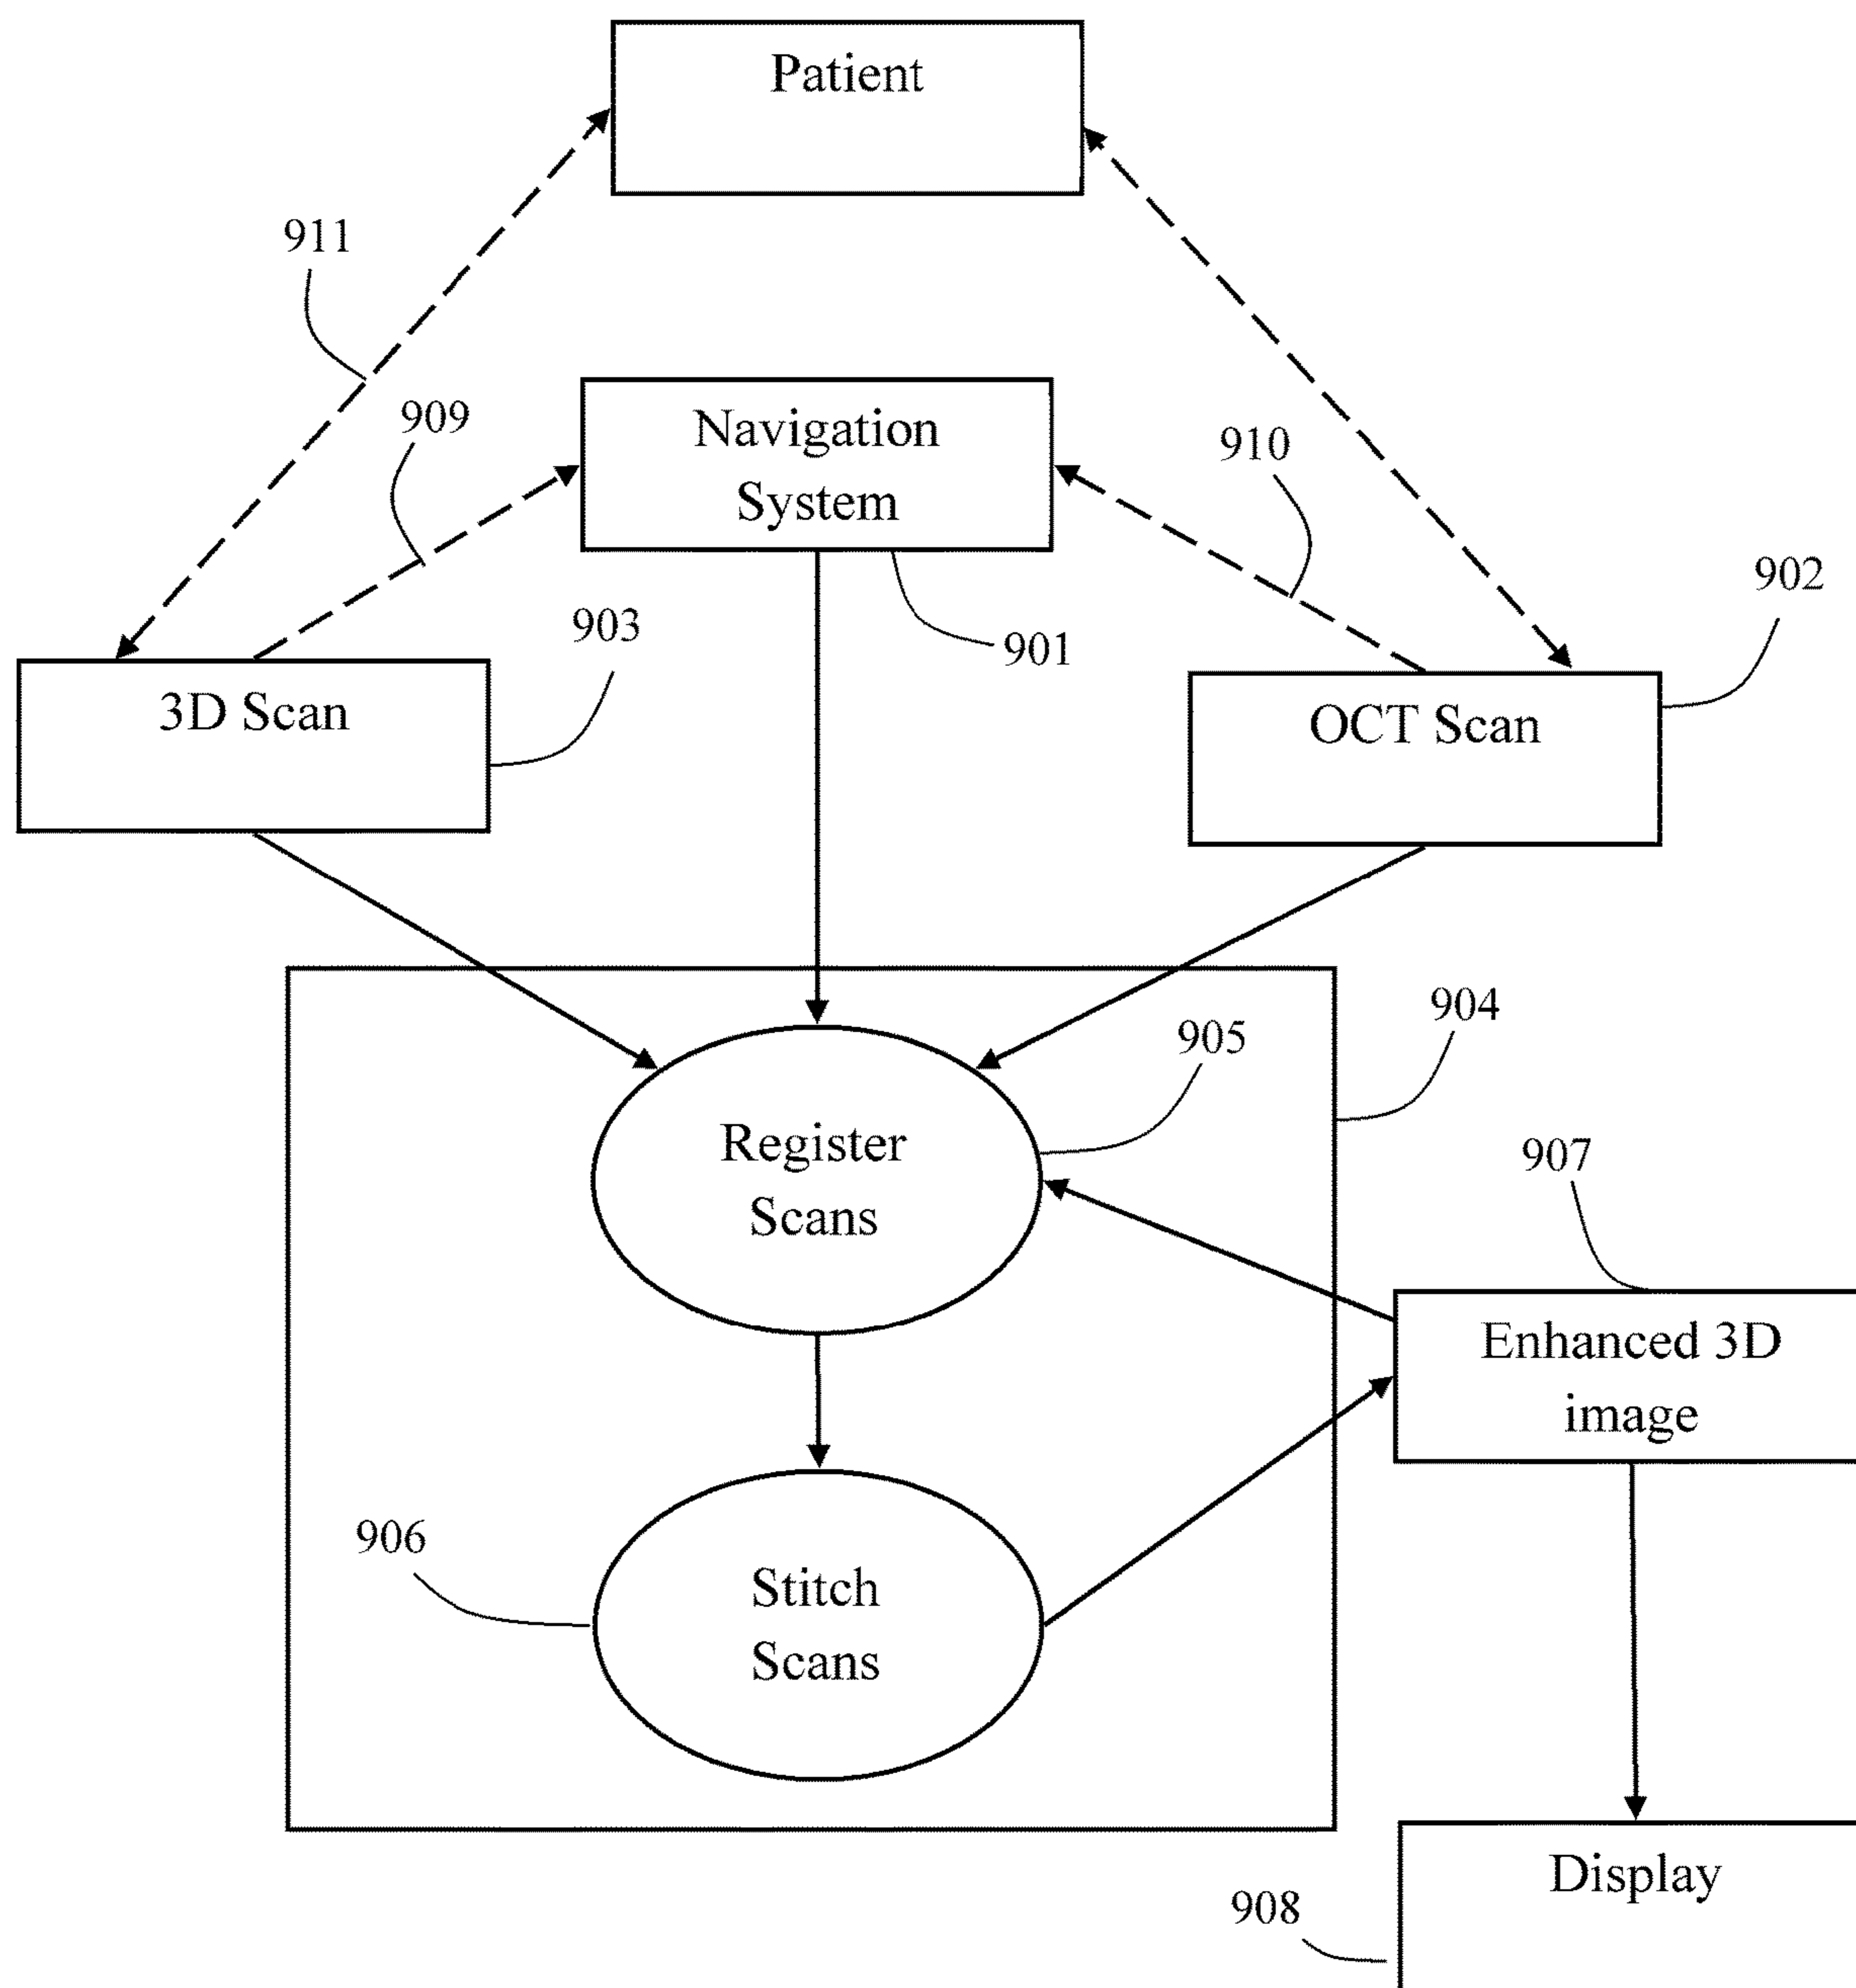 Patient
911
909
Navigation
System
910
902
903
901
3D Scan
OCT Scan
904
905
Register
Scans
907
Enhanced 3D
image
906
Stitch
Scans
Display
908